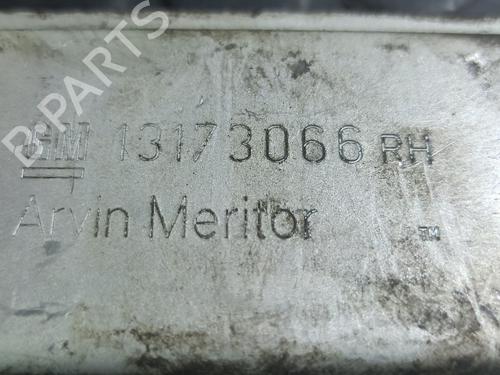 GM 13173066 RH
Arvin Meritor TM
B-PARTS